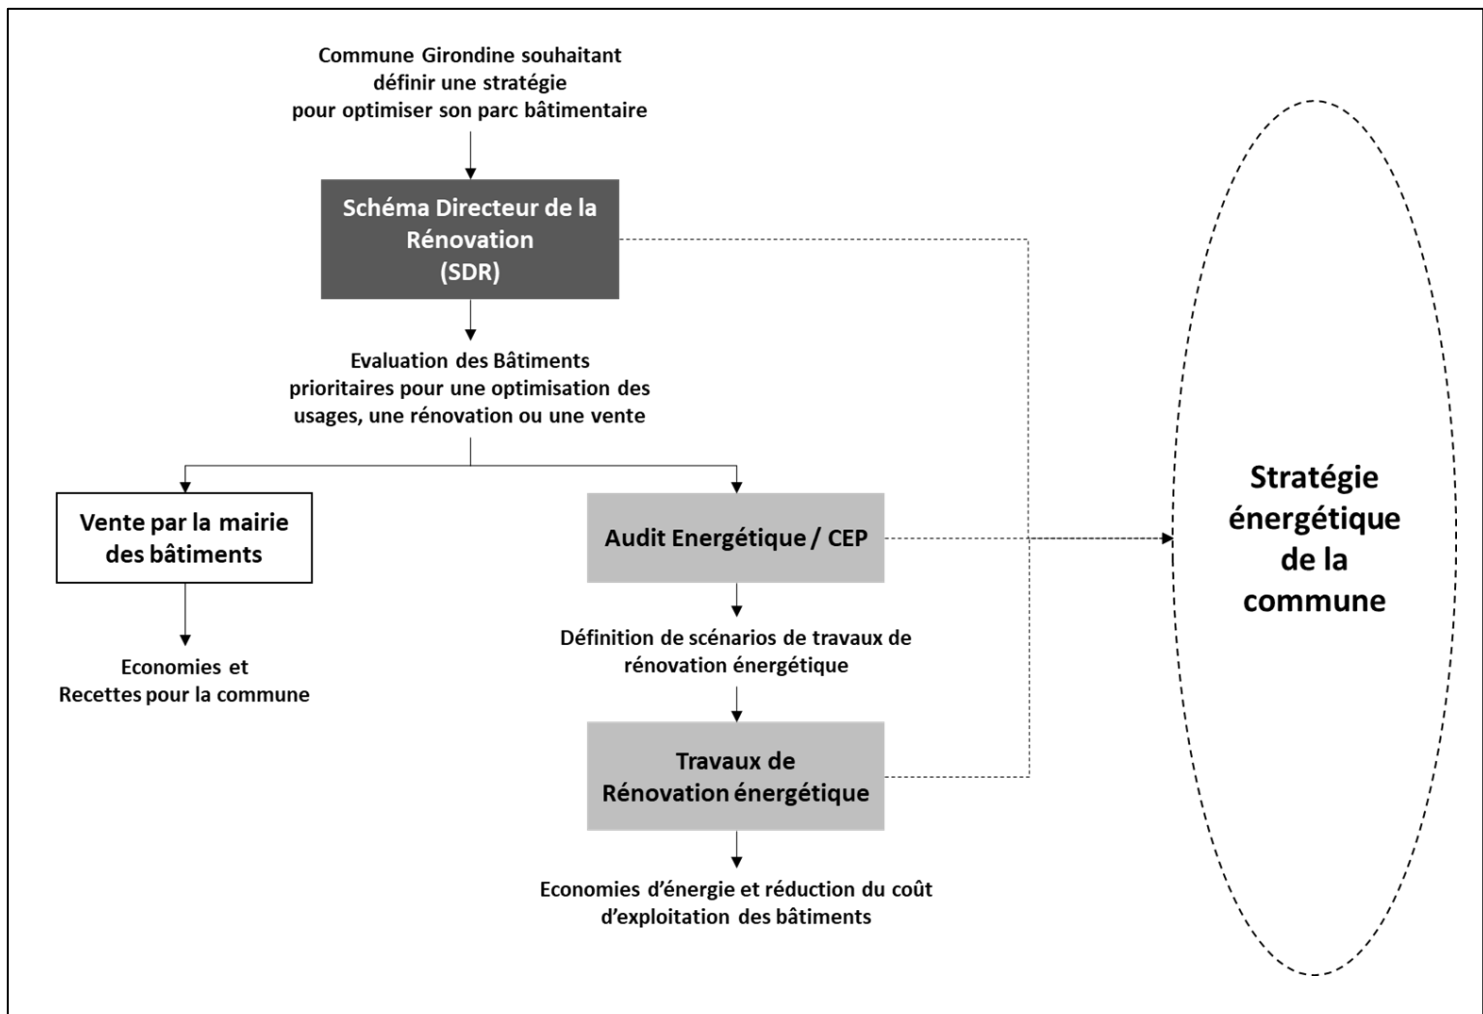 Commune Girondine souhaitant
définir une stratégie
pour optimiser son parc bâtimentaire
Schéma Directeur de la
Rénovation
(SDR)
Evaluation des Bâtiments
prioritaires pour une optimisation des
usages, une rénovation ou une vente
Vente par la mairie
des bâtiments
Economies et
Recettes pour la commune
Audit Energétique / CEP
Définition de scénarios de travaux de
rénovation énergétique
Travaux de
Rénovation énergétique
Economies d’énergie et réduction du coût
d’exploitation des bâtiments
Stratégie
énergétique
de la
commune